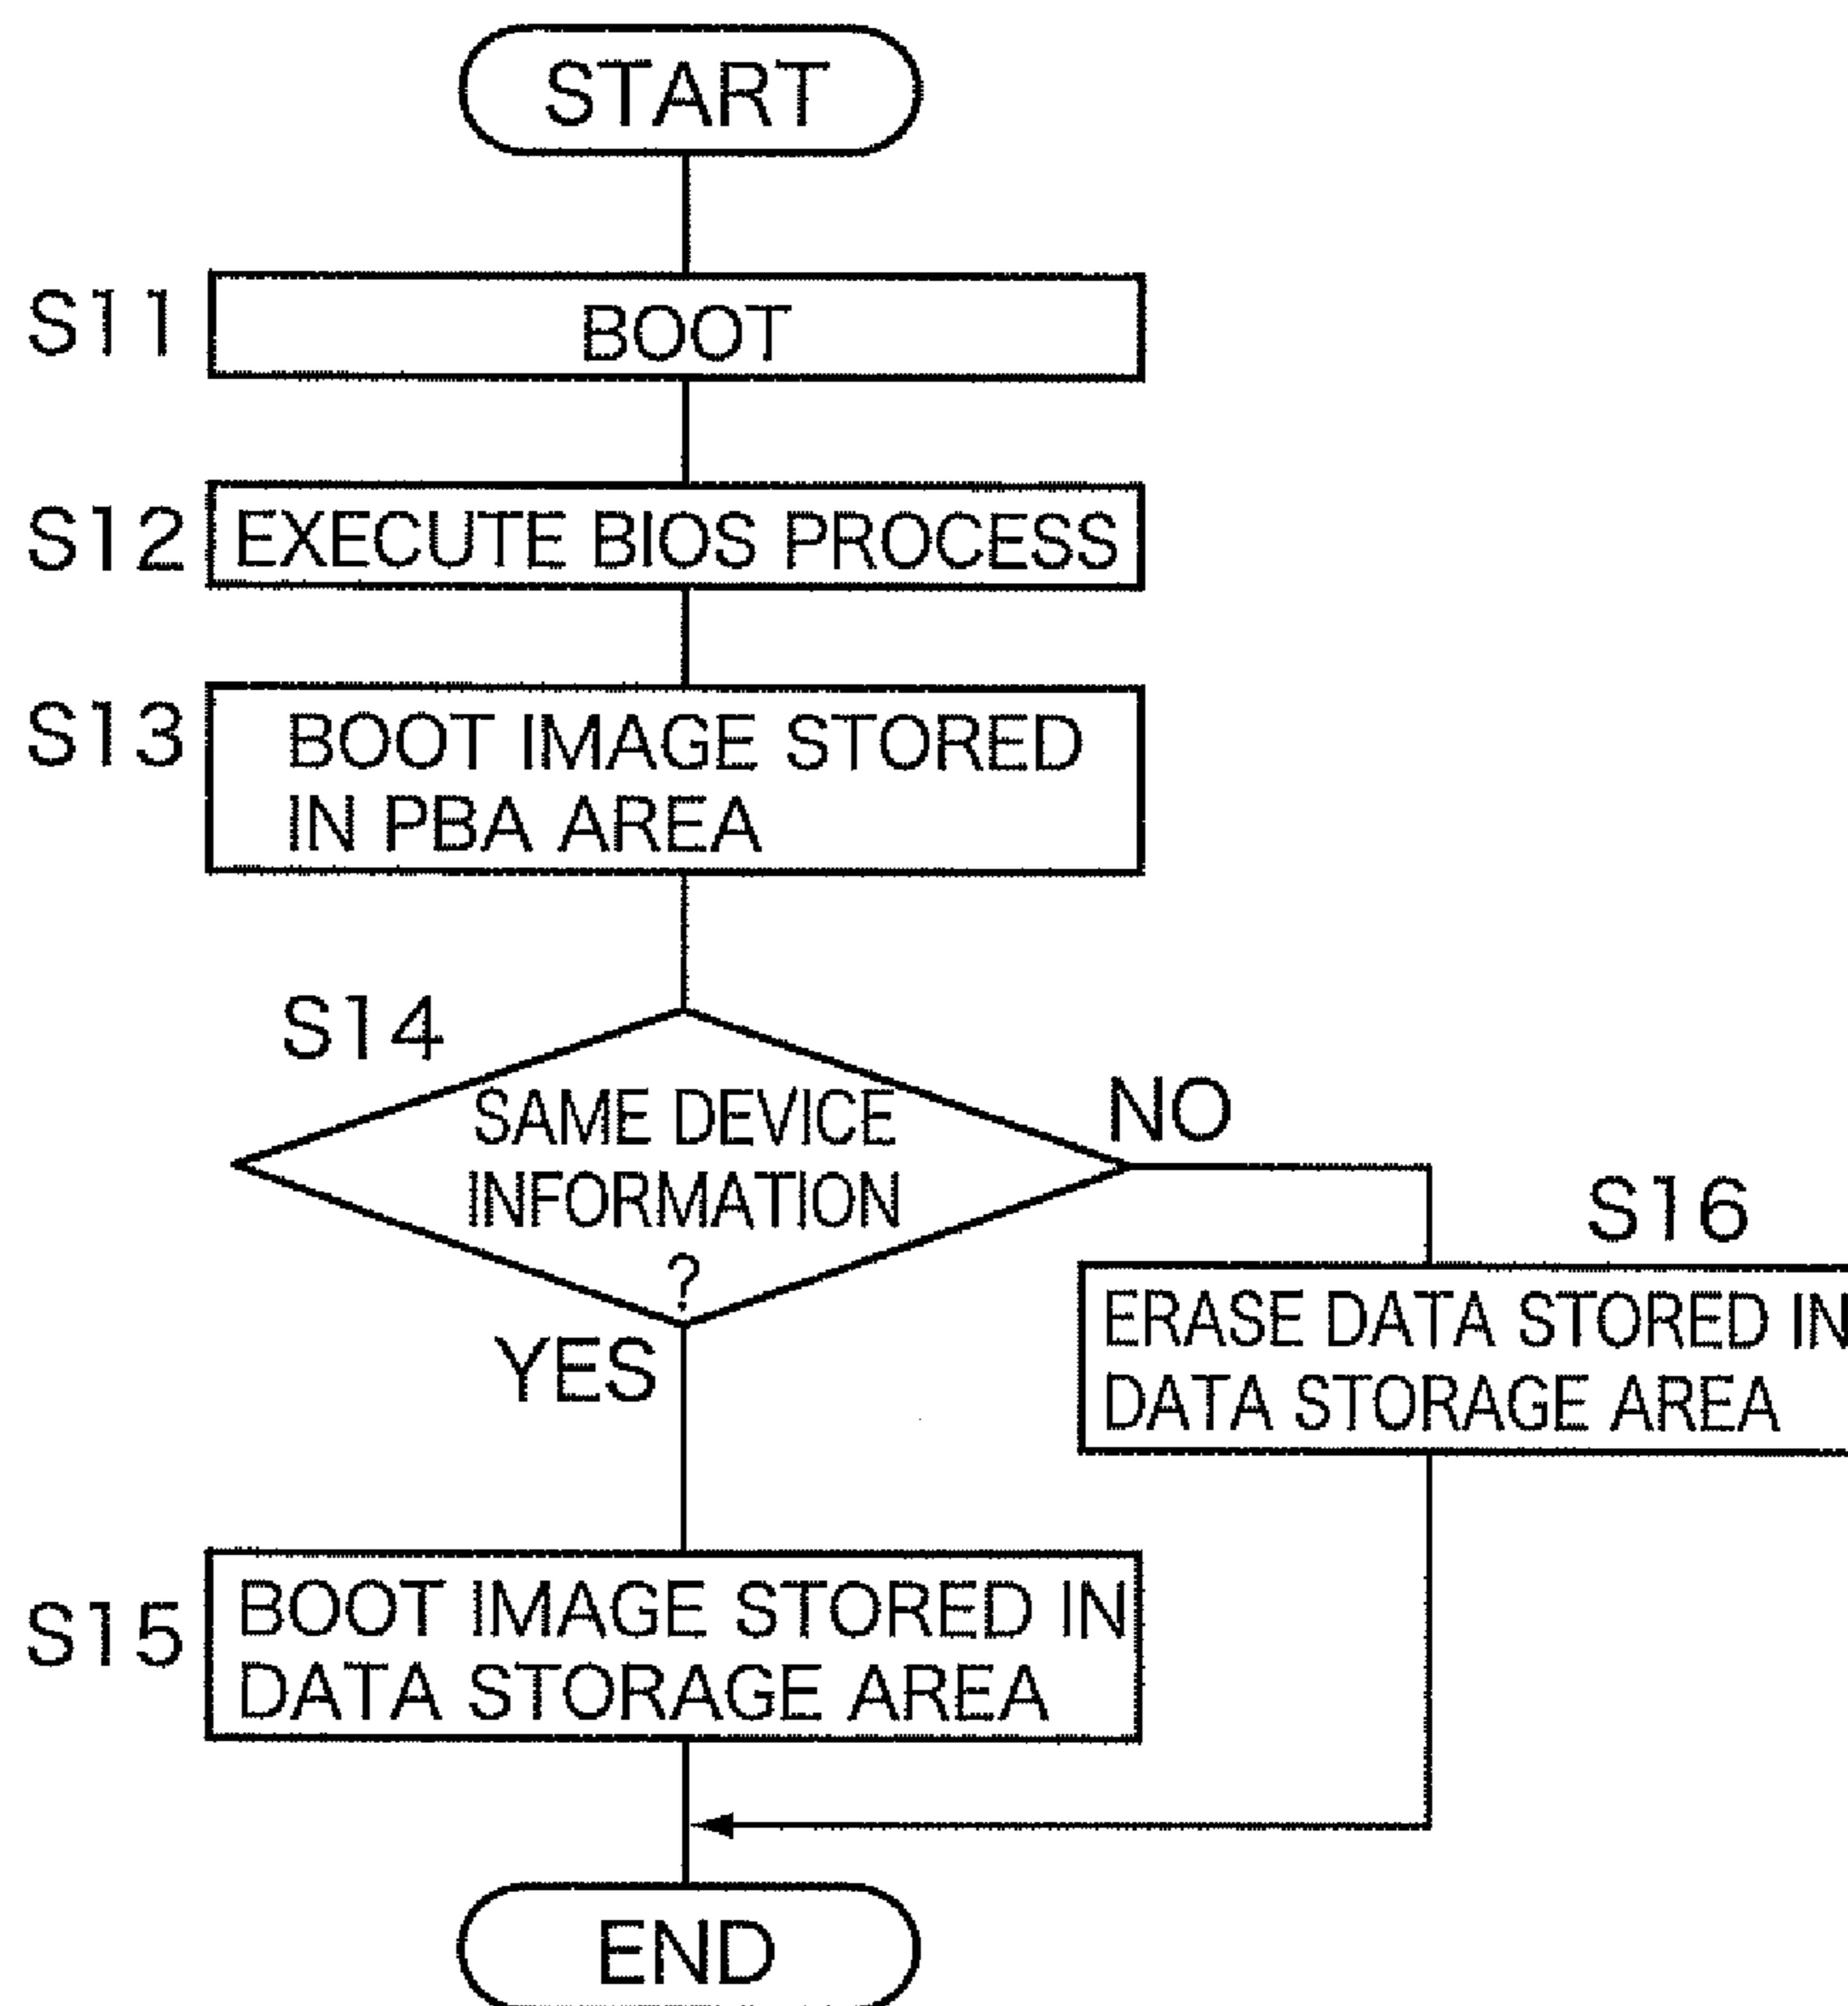 START
S11
BOOT
S12
EXECUTE BIOS PROCESS
S13
BOOT IMAGE STORED
IN PBA AREA
S14
SAME DEVICE
INFORMATION
?
NO
YES
S16
ERASE DATA STORED IN
DATA STORAGE AREA
S15
BOOT IMAGE STORED IN
DATA STORAGE AREA
END